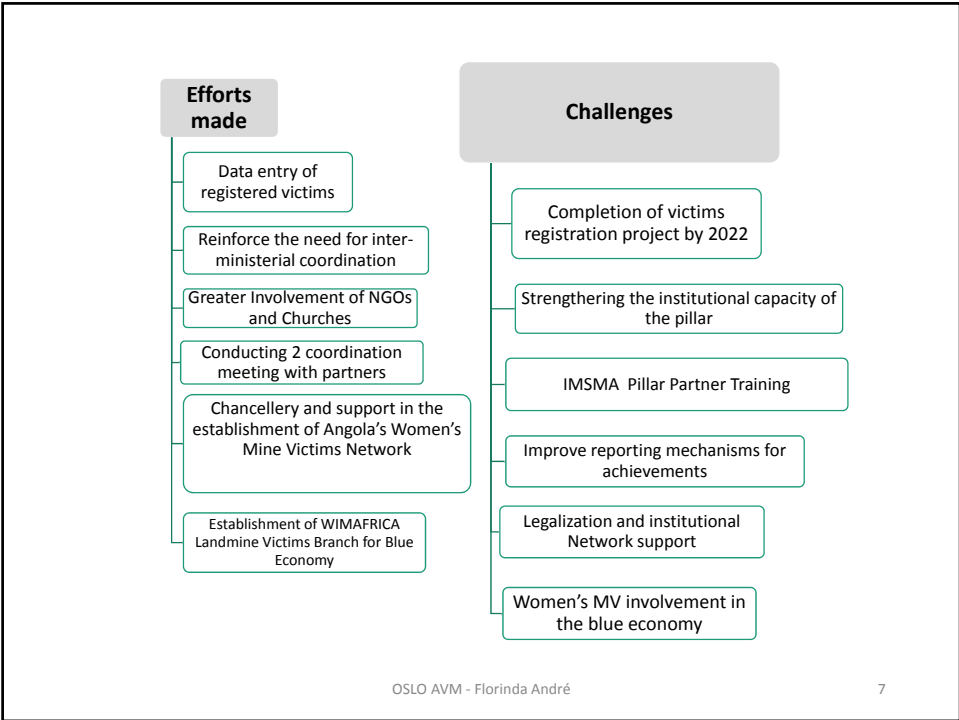 Efforts
made
Data entry of
registered victims
Reinforce the need for inter-
ministerial coordination
Greater Involvement of NGOs
and Churches
Conducting 2 coordination
meeting with partners
Chancellery and support in the
establishment of Angola’s Women’s
Mine Victims Network
Establishment of WIMAFRICA
Landmine Victims Branch for Blue
Economy
Challenges
Completion of victims
registration project by 2022
Strengthering the institutional capacity of
the pillar
IMSMA Pillar Partner Training
Improve reporting mechanisms for
achievements
Legalization and institutional
Network support
Women’s MV involvement in
the blue economy
OSLO AVM - Florinda André
7